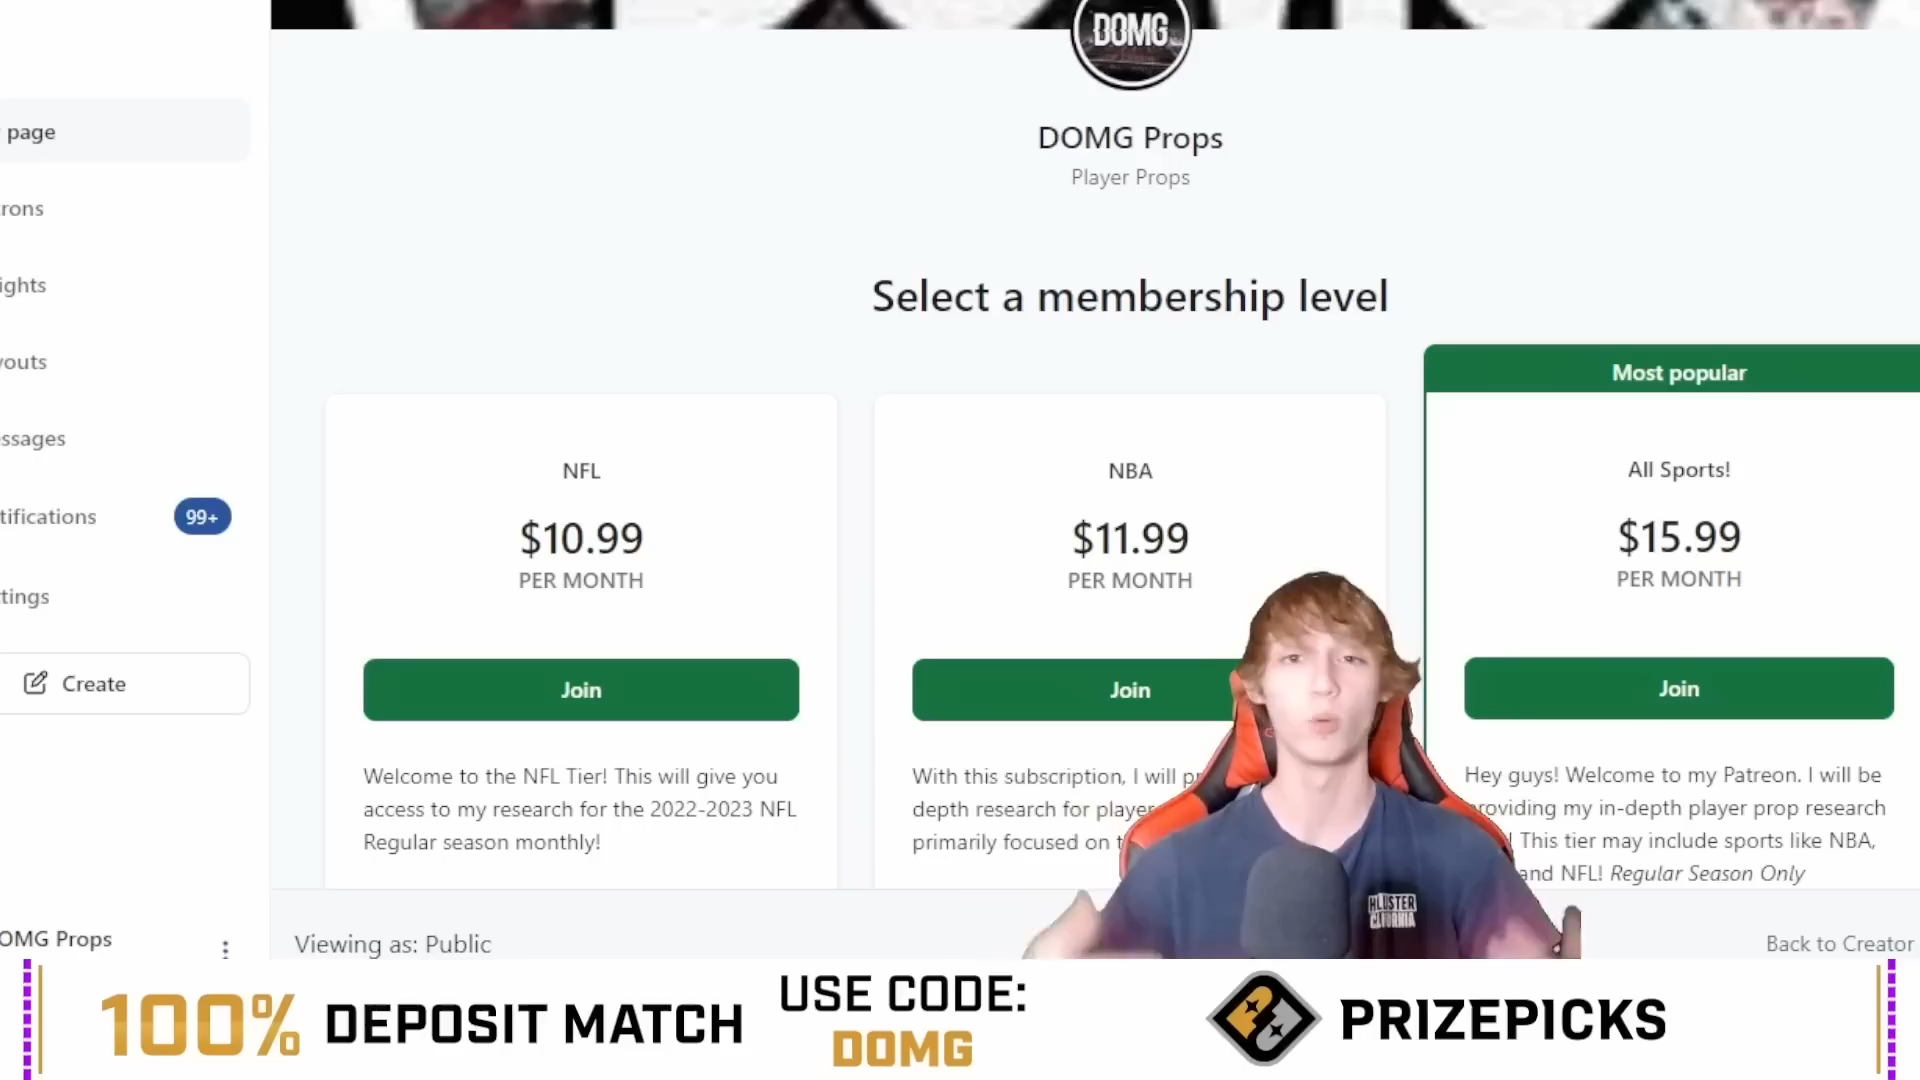 DOMG
DOMG Props
Player Props
page
rons
ights
outs
ssages
tifications
99+
tings
Create
OMG Props
Select a membership level
NFL
$10.99
PER MONTH
Join
Welcome to the NFL Tier! This will give you
access to my research for the 2022-2023 NFL
Regular season monthly!
NBA
$11.99
PER MONTH
Join
With this subscription, I will pr
depth research for player
primarily focused on t
Most popular
All Sports!
$15.99
PER MONTH
Join
Hey guys! Welcome to my Patreon. I will be
roviding my in-depth player prop research
This tier may include sports like NBA,
and NFL! Regular Season Only
Viewing as: Public
Back to Creator
100% DEPOSIT MATCH
USE CODE:
DOMG
PRIZEPICKS